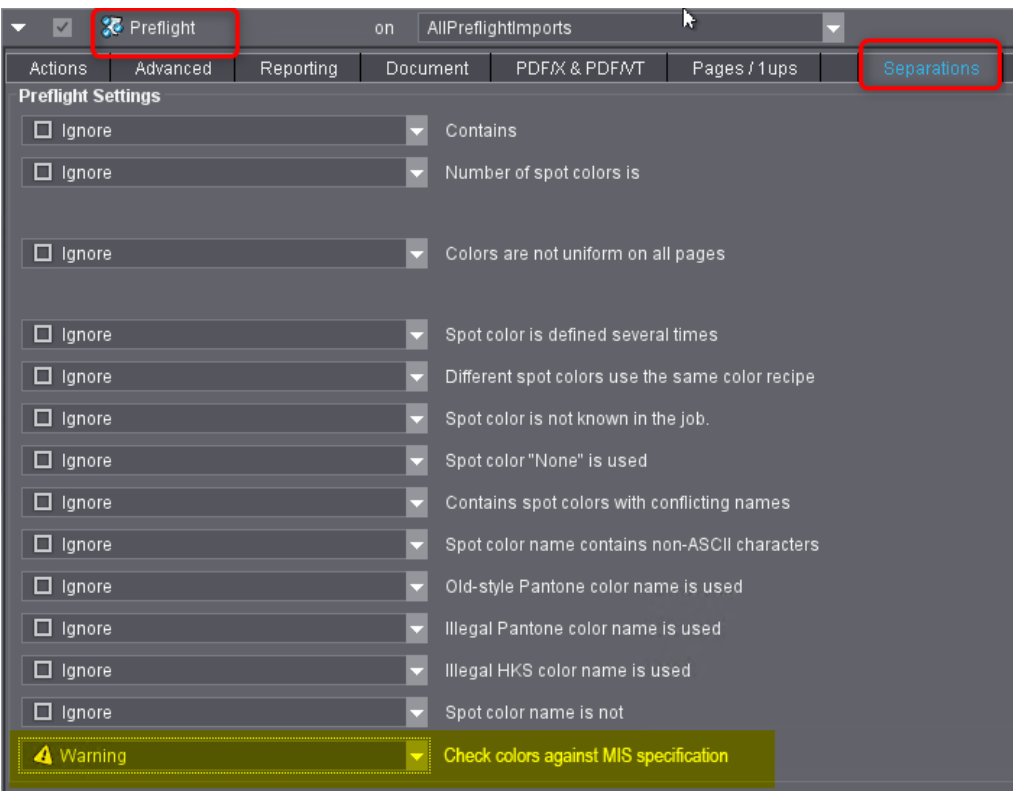 Preflight on AllPreflightImports
Actions Advanced Reporting Document PDF/X & PDF/VT Pages / 1ups Separations
Preflight Settings
Ignore Contains
Ignore Number of spot colors is
Ignore Colors are not uniform on all pages
Ignore Spot color is defined several times
Ignore Different spot colors use the same color recipe
Ignore Spot color is not known in the job.
Ignore Spot color "None" is used
Ignore Contains spot colors with conflicting names
Ignore Spot color name contains non-ASCII characters
Ignore Old-style Pantone color name is used
Ignore Illegal Pantone color name is used
Ignore Illegal HKS color name is used
Ignore Spot color name is not
Warning Check colors against MIS specification